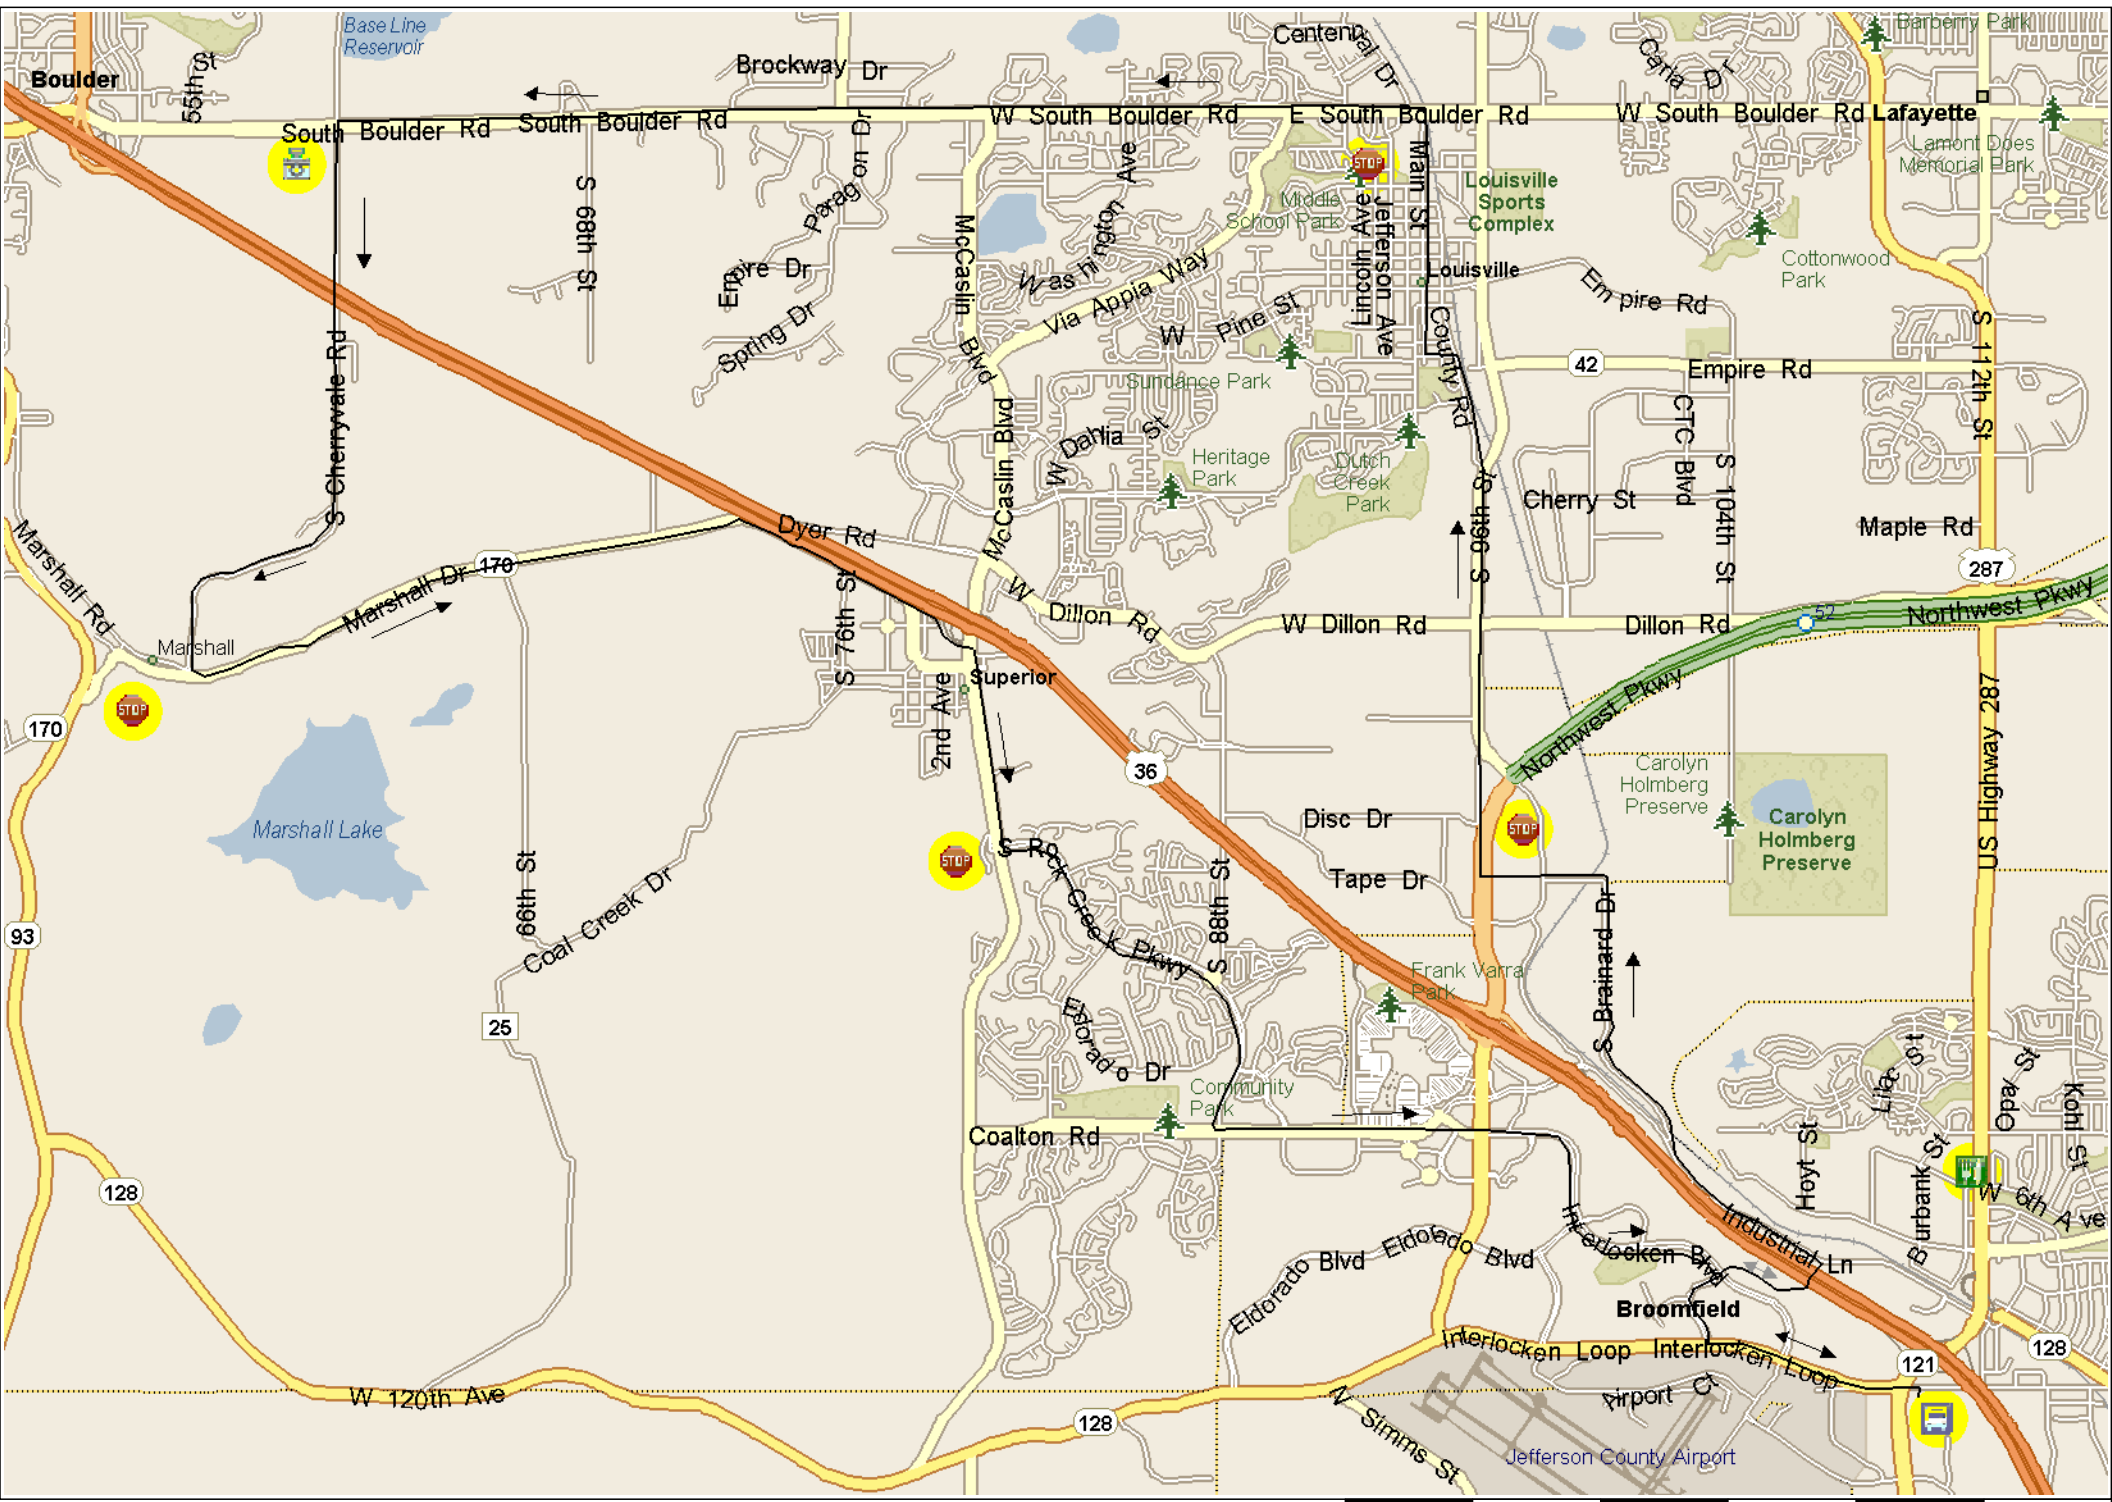 Base Line
Reservoir
Barberry Park
Centennial Dr
55th St
Boulder
Brockway Dr
Caria Dr
South Boulder Rd
South Boulder Rd
W South Boulder Rd
E South Boulder Rd
W South Boulder Rd
Lafayette
Lamont Does
Memorial Park
STOP
Main St
Louisville
Sports
Complex
Middle
School Park
Lincoln Ave
Jefferson Ave
S 68th St
Paragon Dr
Washington Ave
McCaslin Blvd
Empire Dr
Spring Dr
Via Appia Way
W Pine St
Louisville
County Rd
Empire Rd
Cottonwood
Park
S 112th St
42
Empire Rd
Sundance Park
S Cherryvale Rd
McCaslin Blvd
W Dahlia St
Heritage
Park
Dutch
Creek
Park
CTC Blvd
S 104th St
Cherry St
Maple Rd
S 96th St
Marshall Rd
Dyer Rd
McCaslin Blvd
170
Marshall Dr
287
Northwest Pkwy
52
W Dillon Rd
W Dillon Rd
Dillon Rd
S 76th St
Marshall
Superior
2nd Ave
STOP
170
Northwest Pkwy
US Highway 287
36
Carolyn
Holmberg
Preserve
Carolyn
Holmberg
Preserve
Marshall Lake
Disc Dr
STOP
STOP
S Rock Creek Pkwy
S 88th St
Tape Dr
66th St
Coal Creek Dr
S Brainard Dr
93
Frank Varra
Park
25
Eldorado Dr
Community
Park
Coalton Rd
Lilac St
Opal St
Kohl St
Hoyt St
Burbank St
W 6th Ave
128
Interlocken Blvd
Industrial Ln
Eldorado Blvd
Eldorado Blvd
Broomfield
Interlocken Loop
Interlocken Loop
121
128
W 120th Ave
128
N Simms St
Airport Ct
Jefferson County Airport